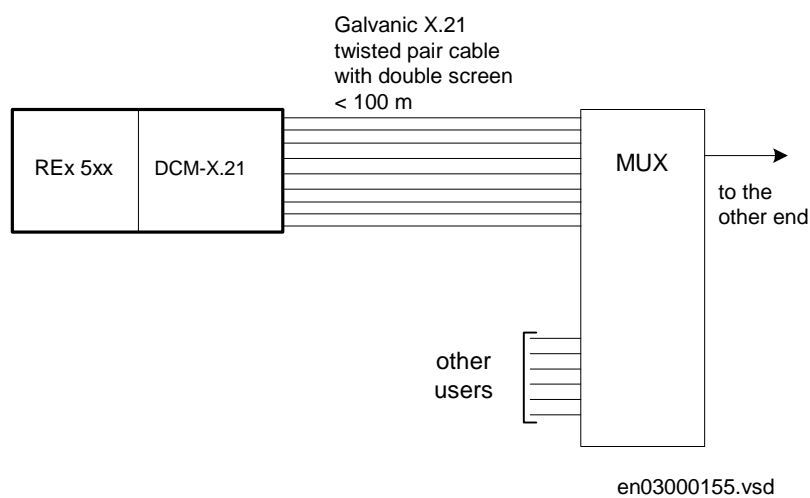 Galvanic X.21
twisted pair cable
with double screen
< 100 m
REx 5xx
DCM-X.21
MUX
to the
other end
other
users
en03000155.vsd